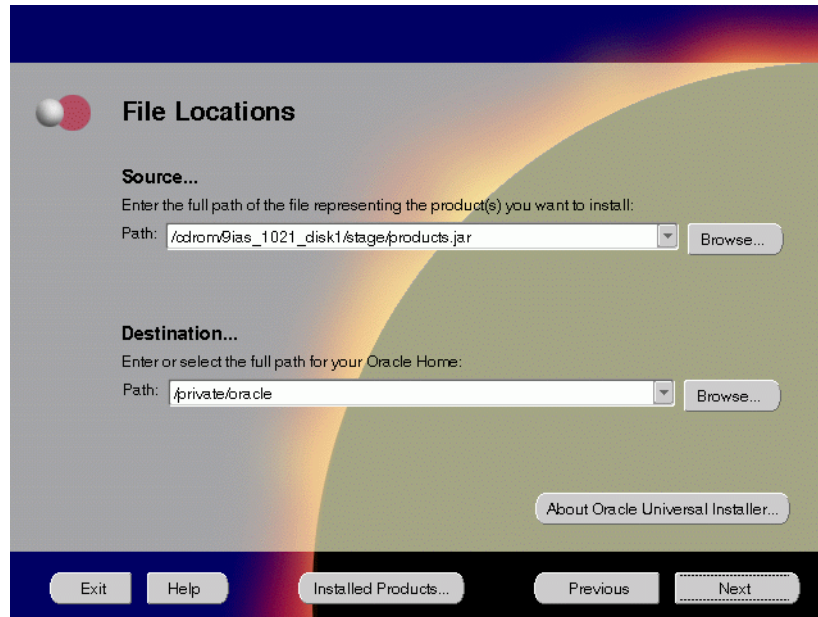 File Locations
Source...
Enter the full path of the file representing the product(s) you want to install:
Path: /cdrom/9ias_1021_disk1/stage/products.jar Browse...
Destination...
Enter or select the full path for your Oracle Home:
Path: /private/oracle Browse...
About Oracle Universal Installer...
Exit Help Installed Products... Previous Next